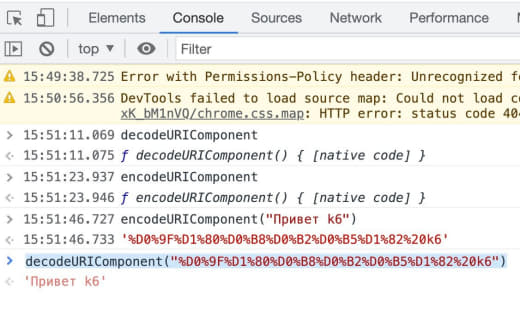 Elements Console Sources Network Performance
top Filter
15:49:38.725 Error with Permissions-Policy header: Unrecognized
15:50:56.356 DevTools failed to load source map: Could not load
xK_bM1nVQ/chrome.css.map: HTTP error: status code 404
15:51:11.069 decodeURIComponent
15:51:11.075 ƒ decodeURIComponent() { [native code] }
15:51:23.937 encodeURIComponent
15:51:23.946 ƒ encodeURIComponent() { [native code] }
15:51:46.727 encodeURIComponent("Привет k6")
15:51:46.733 '%D0%9F%D1%80%D0%B8%D0%B2%D0%B5%D1%82%20k6'
decodeURIComponent("%D0%9F%D1%80%D0%B8%D0%B2%D0%B5%D1%82%20k6")
'Привет k6'